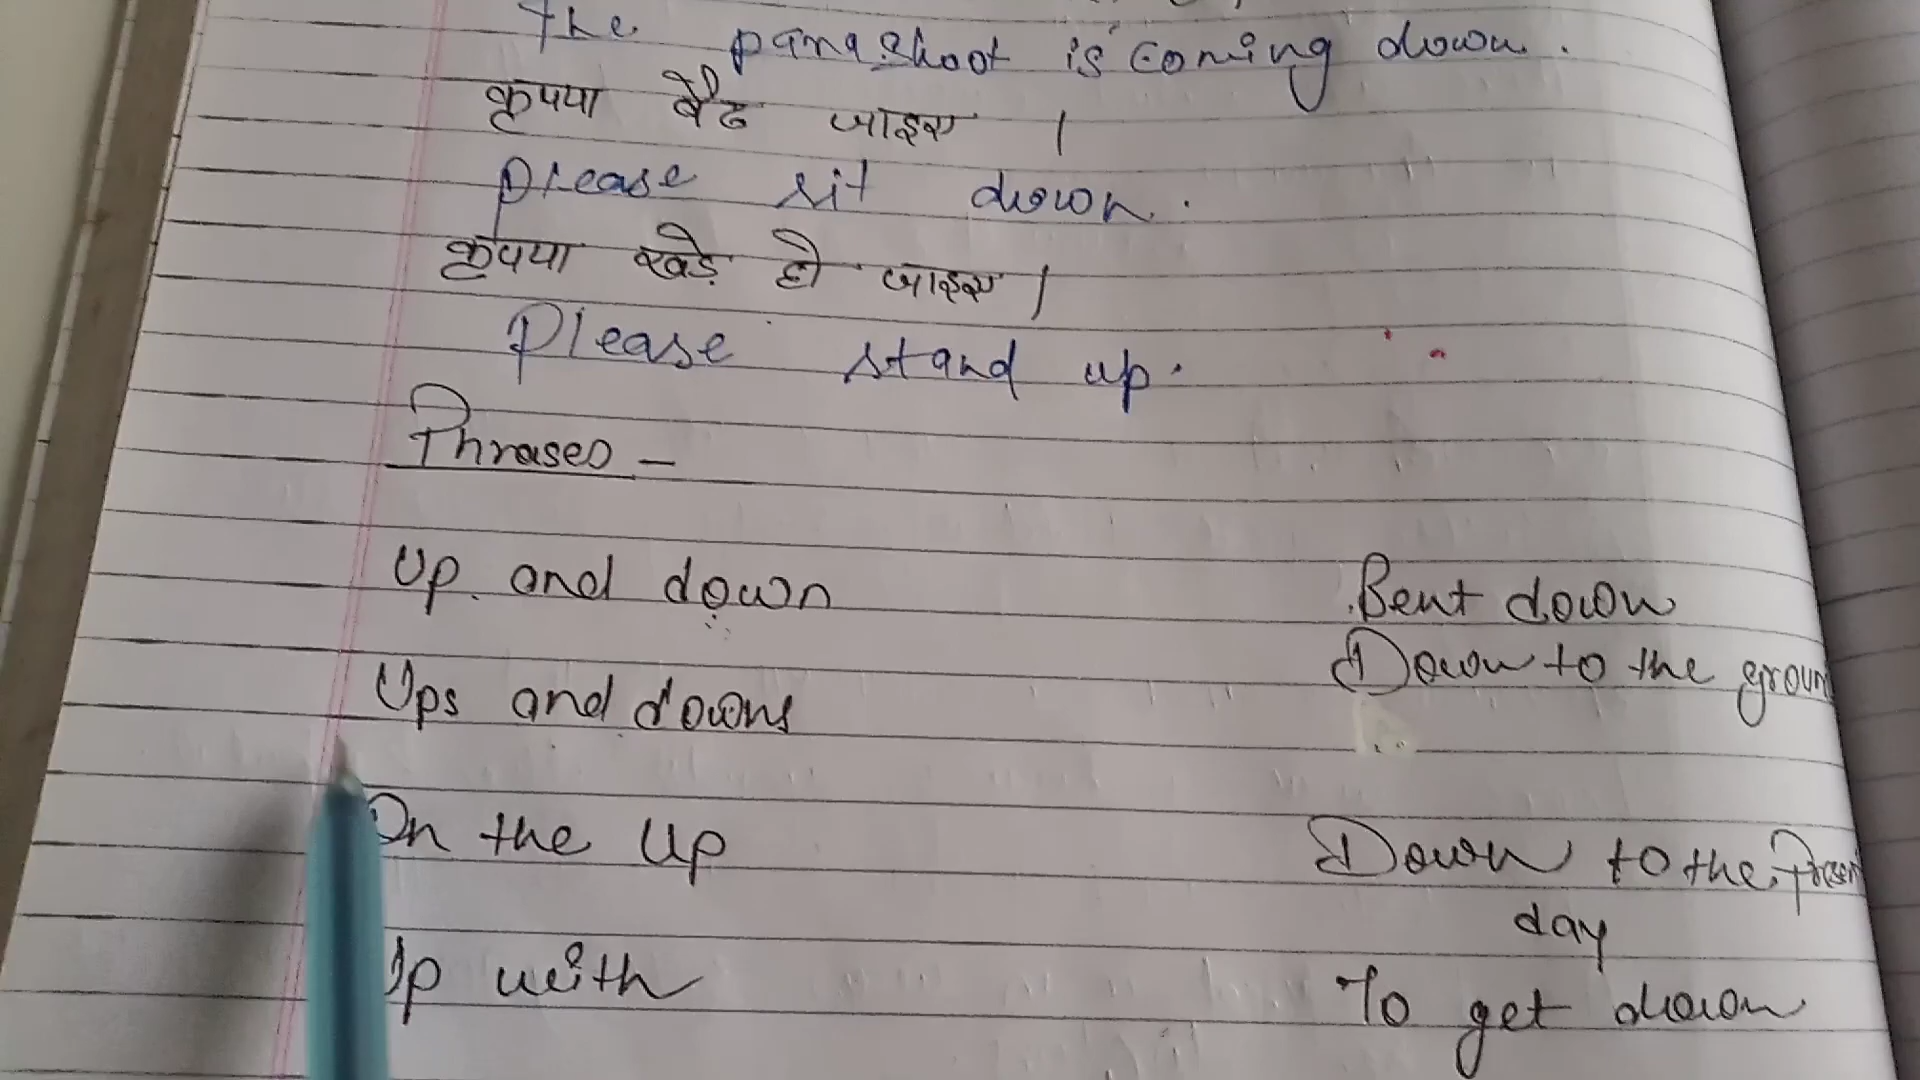 The parashoot is coming down.
कृपया बैठ जाइए ।
Please sit down.
कृपया खड़े हो जाइए ।
Please stand up.
Phrases -
Up and down
Bent down
Ups and downs
Down to the groun
On the Up
Down to the Presen
day
Up with
To get down